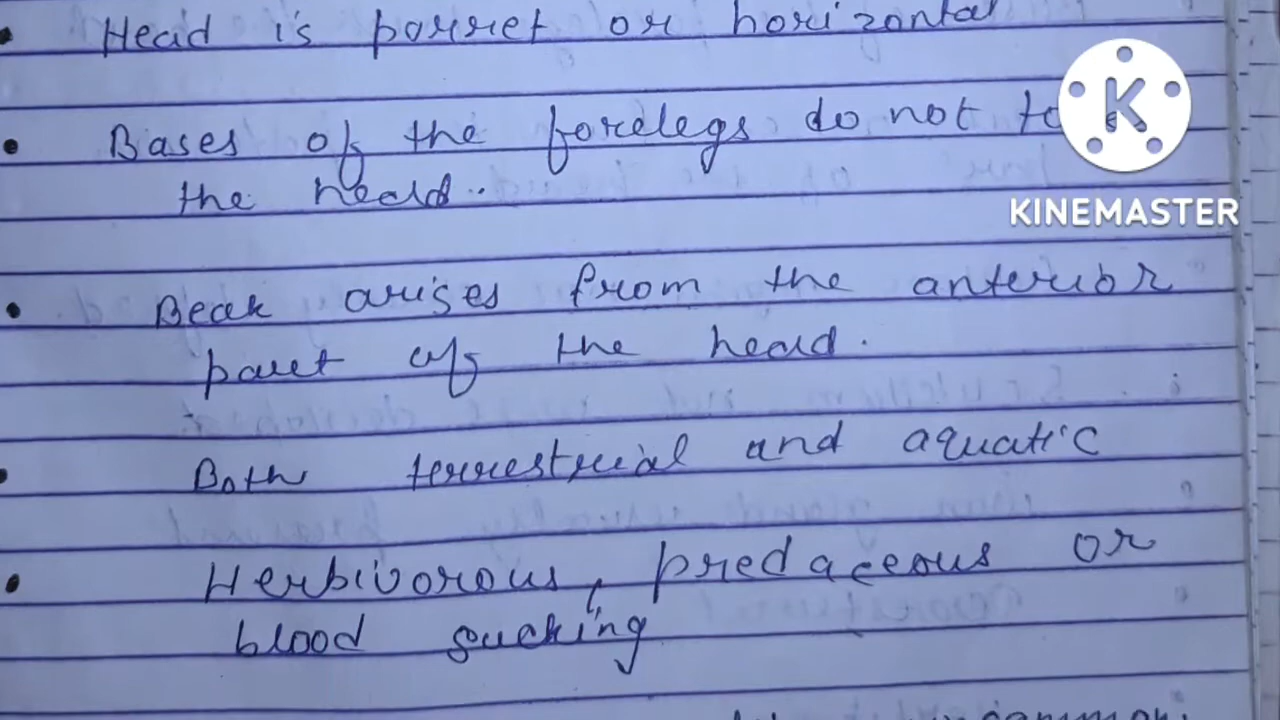 Head is porret or horizontal
Bases of the forelegs do not
the head..
Beak arises from the anterior
part of the head.
Both terrestrial and aquatic
Herbivorous, predaceous or
blood sucking
K
KINEMASTER